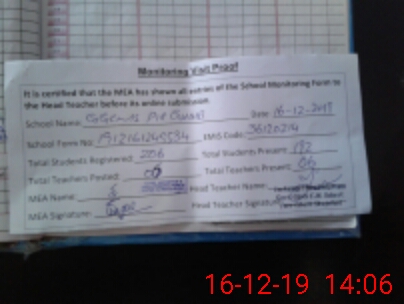 Monitoring Visit Proof
It is certified that the MEA has shown all entries of the School Monitoring Form to
the Head Teacher before its online submission
School Name: Date 16-12-2019
School Form No: EMIS Code: 36120214
Total Students Registered: 206 Total Students Present: 192
Total Teachers Posted: 06 Total Teachers Present: 06
MEA Name: Head Teacher Name:
MEA Signature: Head Teacher Signature
16-12-19 14:06